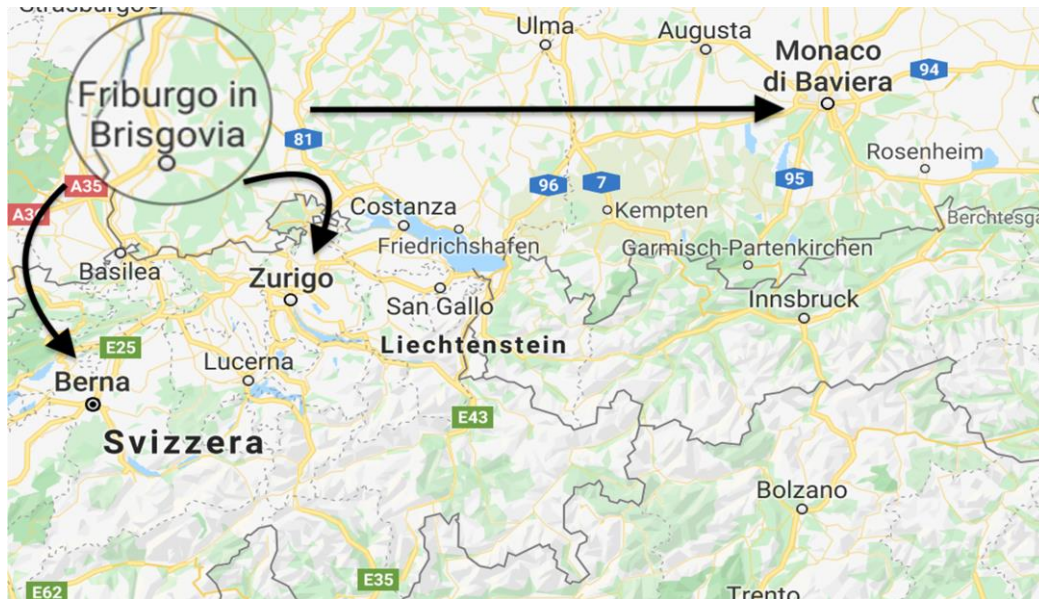 Strasburgo
Ulma
Augusta
Monaco
di Baviera
94
Friburgo in
Brisgovia
81
A35
A36
96
7
95
Rosenheim
Costanza
Kempten
Berchtesga
Friedrichshafen
Garmisch-Partenkirchen
Basilea
Zurigo
San Gallo
Innsbruck
E25
Liechtenstein
Lucerna
Berna
E43
Svizzera
Bolzano
E35
E62
Trento